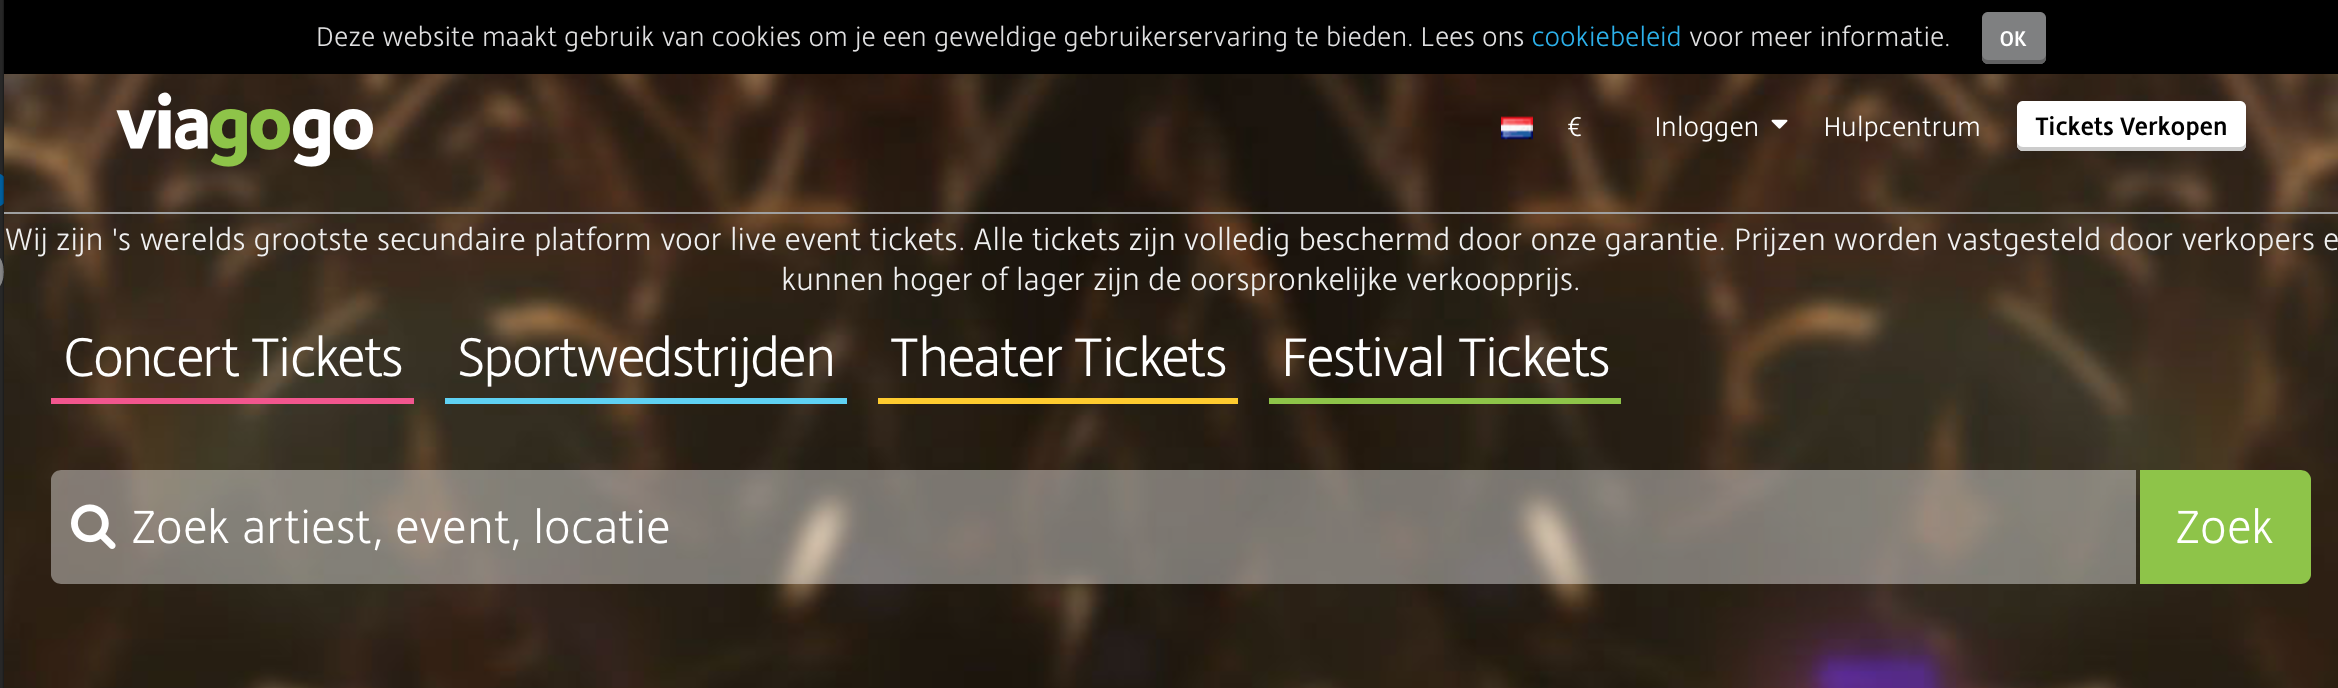 Deze website maakt gebruik van cookies om je een geweldige gebruikerservaring te bieden. Lees ons cookiebeleid voor meer informatie. OK
viagogo € Inloggen Hulpcentrum Tickets Verkopen
Wij zijn 's werelds grootste secundaire platform voor live event tickets. Alle tickets zijn volledig beschermd door onze garantie. Prijzen worden vastgesteld door verkopers e
kunnen hoger of lager zijn de oorspronkelijke verkoopprijs.
Concert Tickets Sportwedstrijden Theater Tickets Festival Tickets
Zoek artiest, event, locatie Zoek